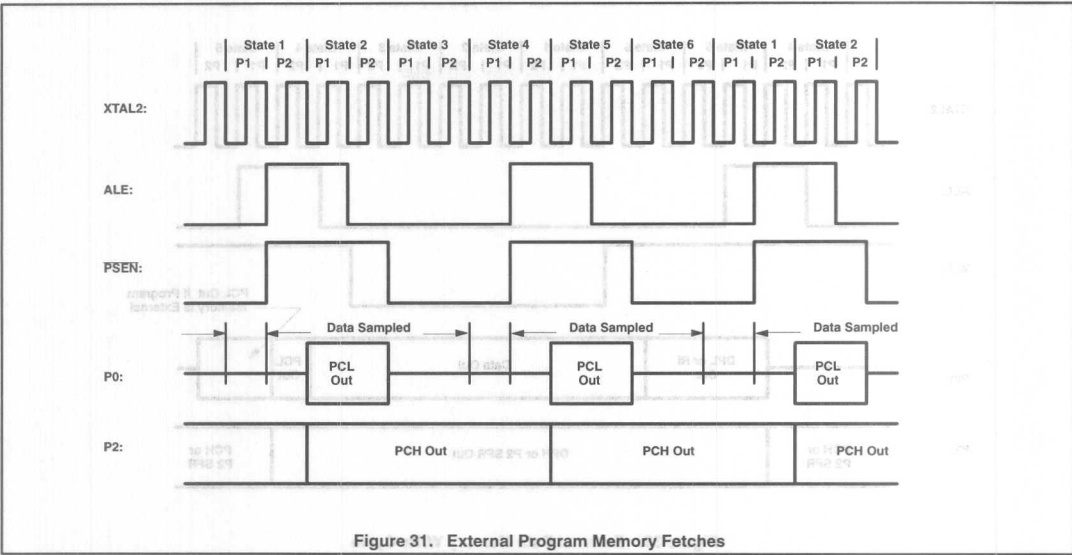 State 1 State 2 State 3 State 4 State 5 State 6 State 1 State 2
P1 P2 P1 P2 P1 P2 P1 P2 P1 P2 P1 P2 P1 P2 P1 P2
XTAL2:
ALE:
PSEN:
Data Sampled Data Sampled Data Sampled
P0:
PCL Out
PCL Out
PCL Out
P2:
PCH Out PCH Out PCH Out
Figure 31. External Program Memory Fetches